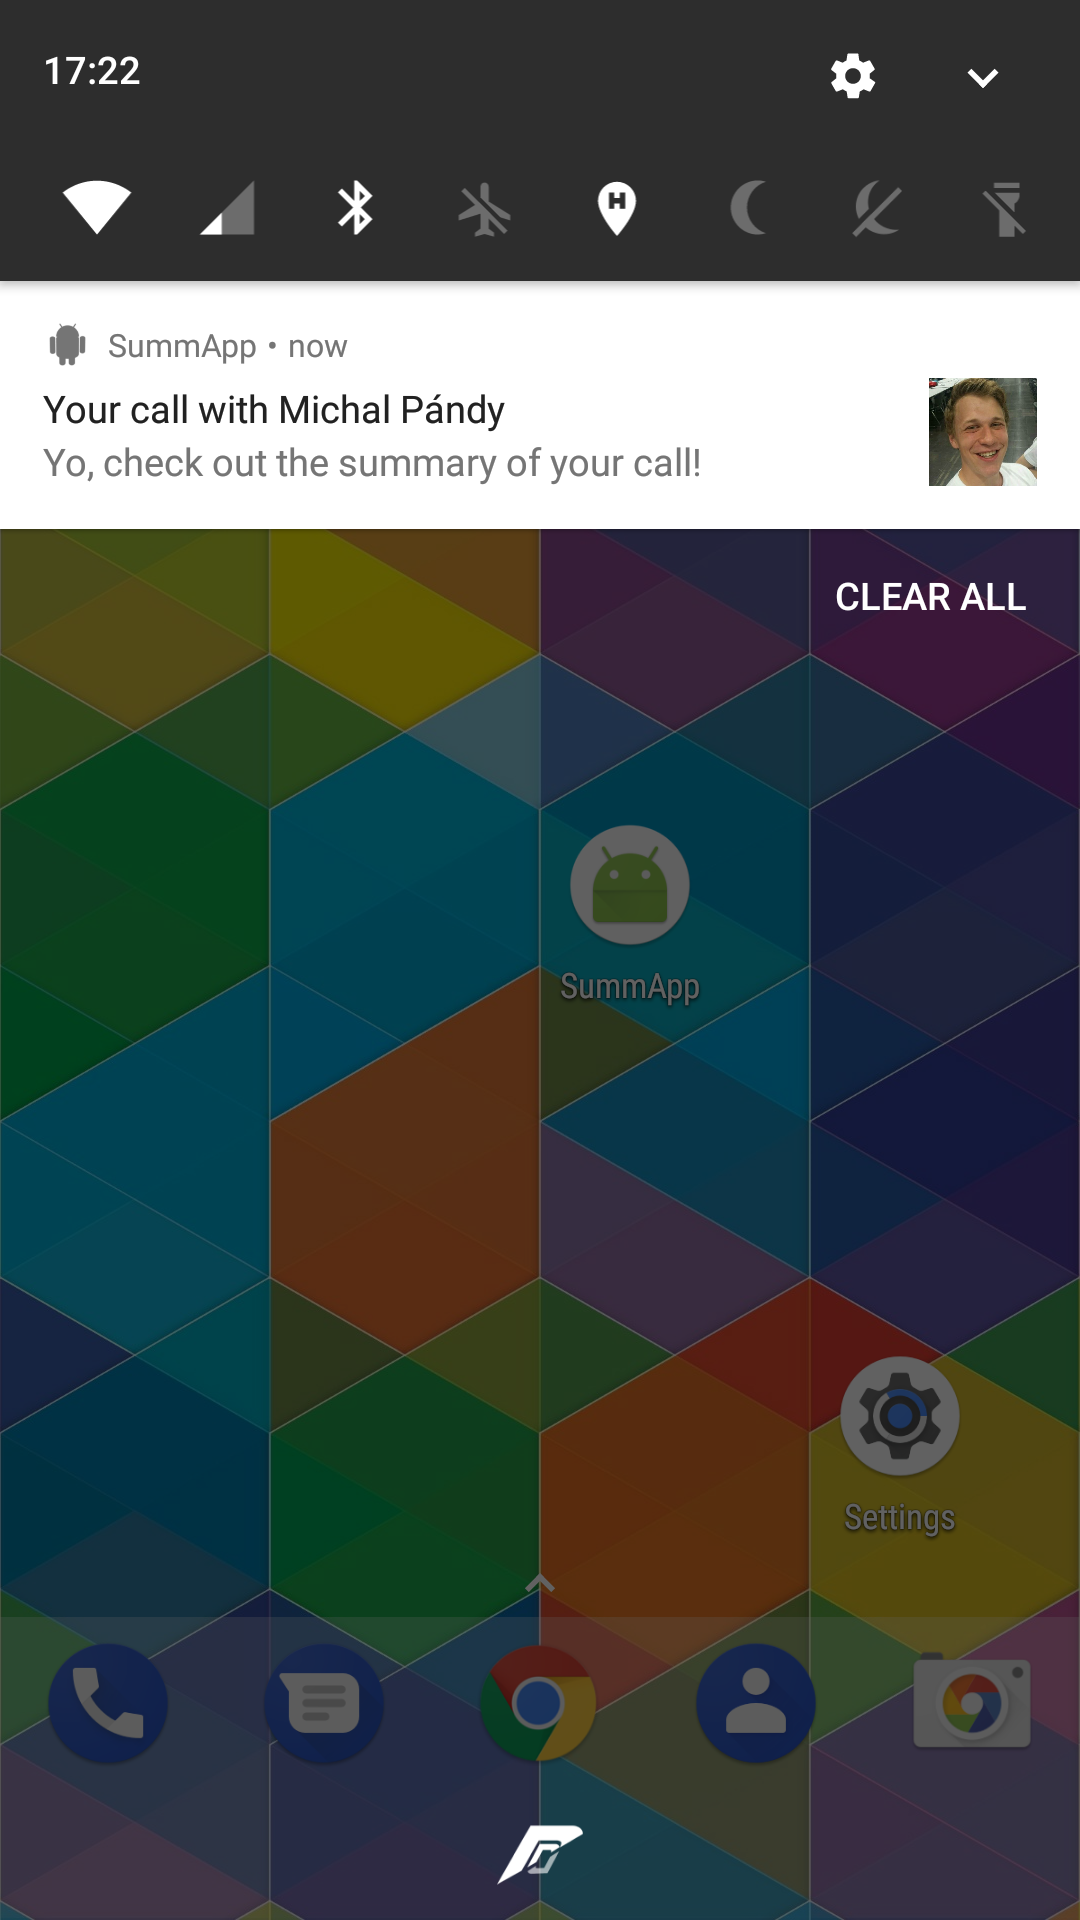 17:22
SummApp • now
Your call with Michal Pándy
Yo, check out the summary of your call!
CLEAR ALL
SummApp
Settings